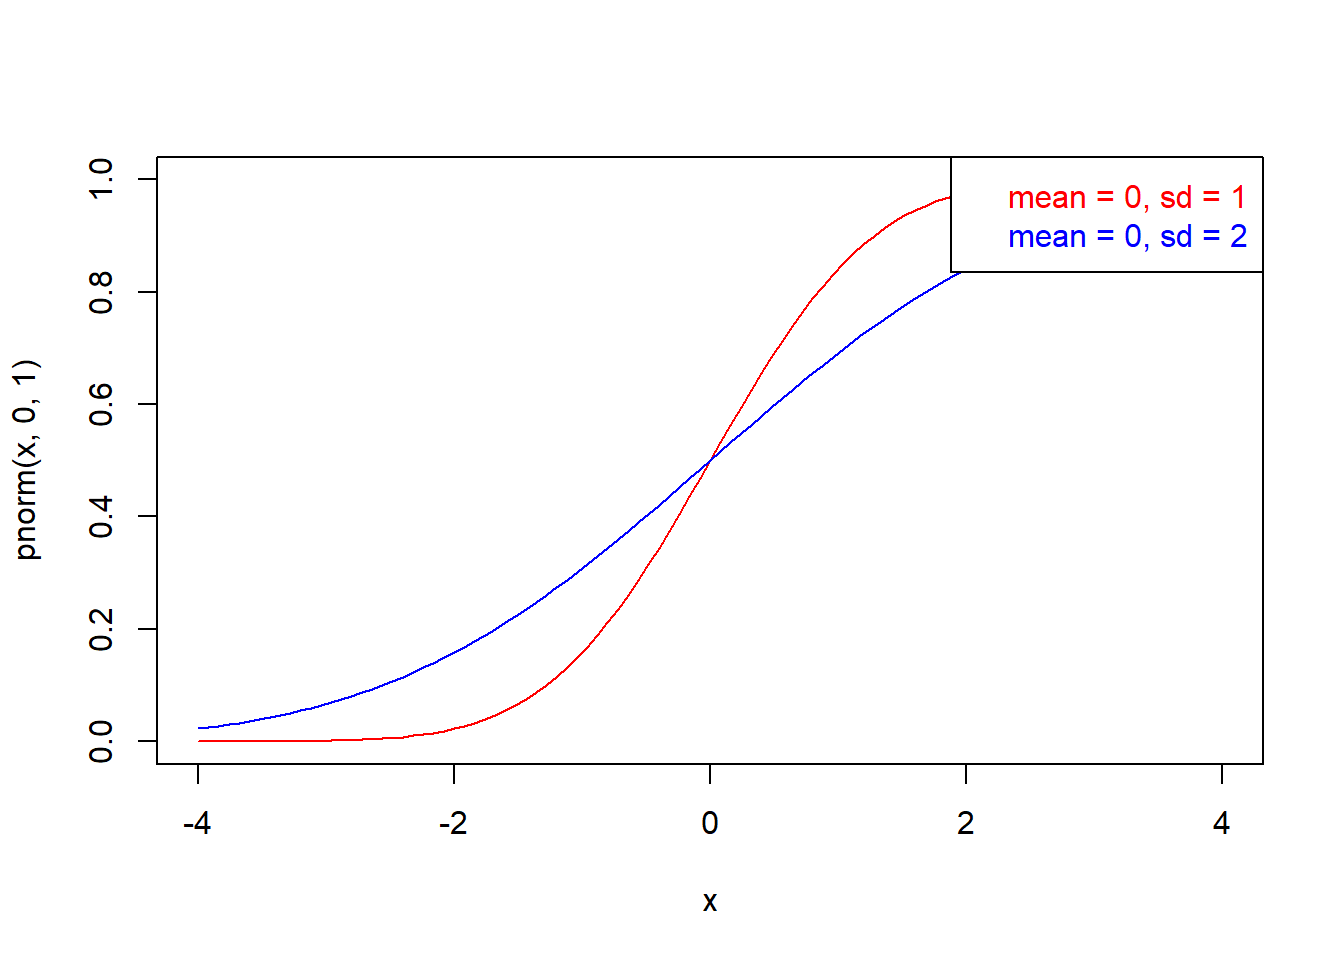 mean = 0, sd = 1
mean = 0, sd = 2
pnorm(x, 0, 1)
1.0
0.8
0.6
0.4
0.2
0.0
-4 -2 0 2 4
x